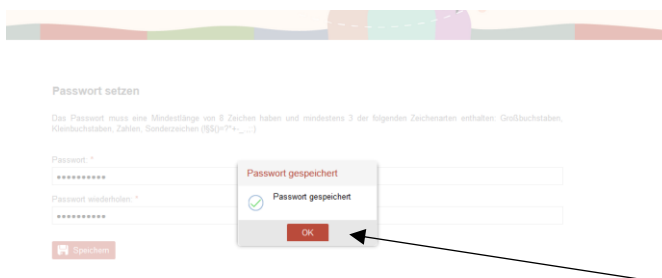 Passwort setzen
Das Passwort muss eine Mindestlänge von 8 Zeichen haben und mindestens 3 der folgenden Zeichenarten enthalten: Großbuchstaben,
Kleinbuchstaben, Zahlen, Sonderzeichen (!§$()=?"+-_.,:;)
Passwort: *
Passwort gespeichert
Passwort gespeichert
Passwort wiederholen: *
OK
Speichern